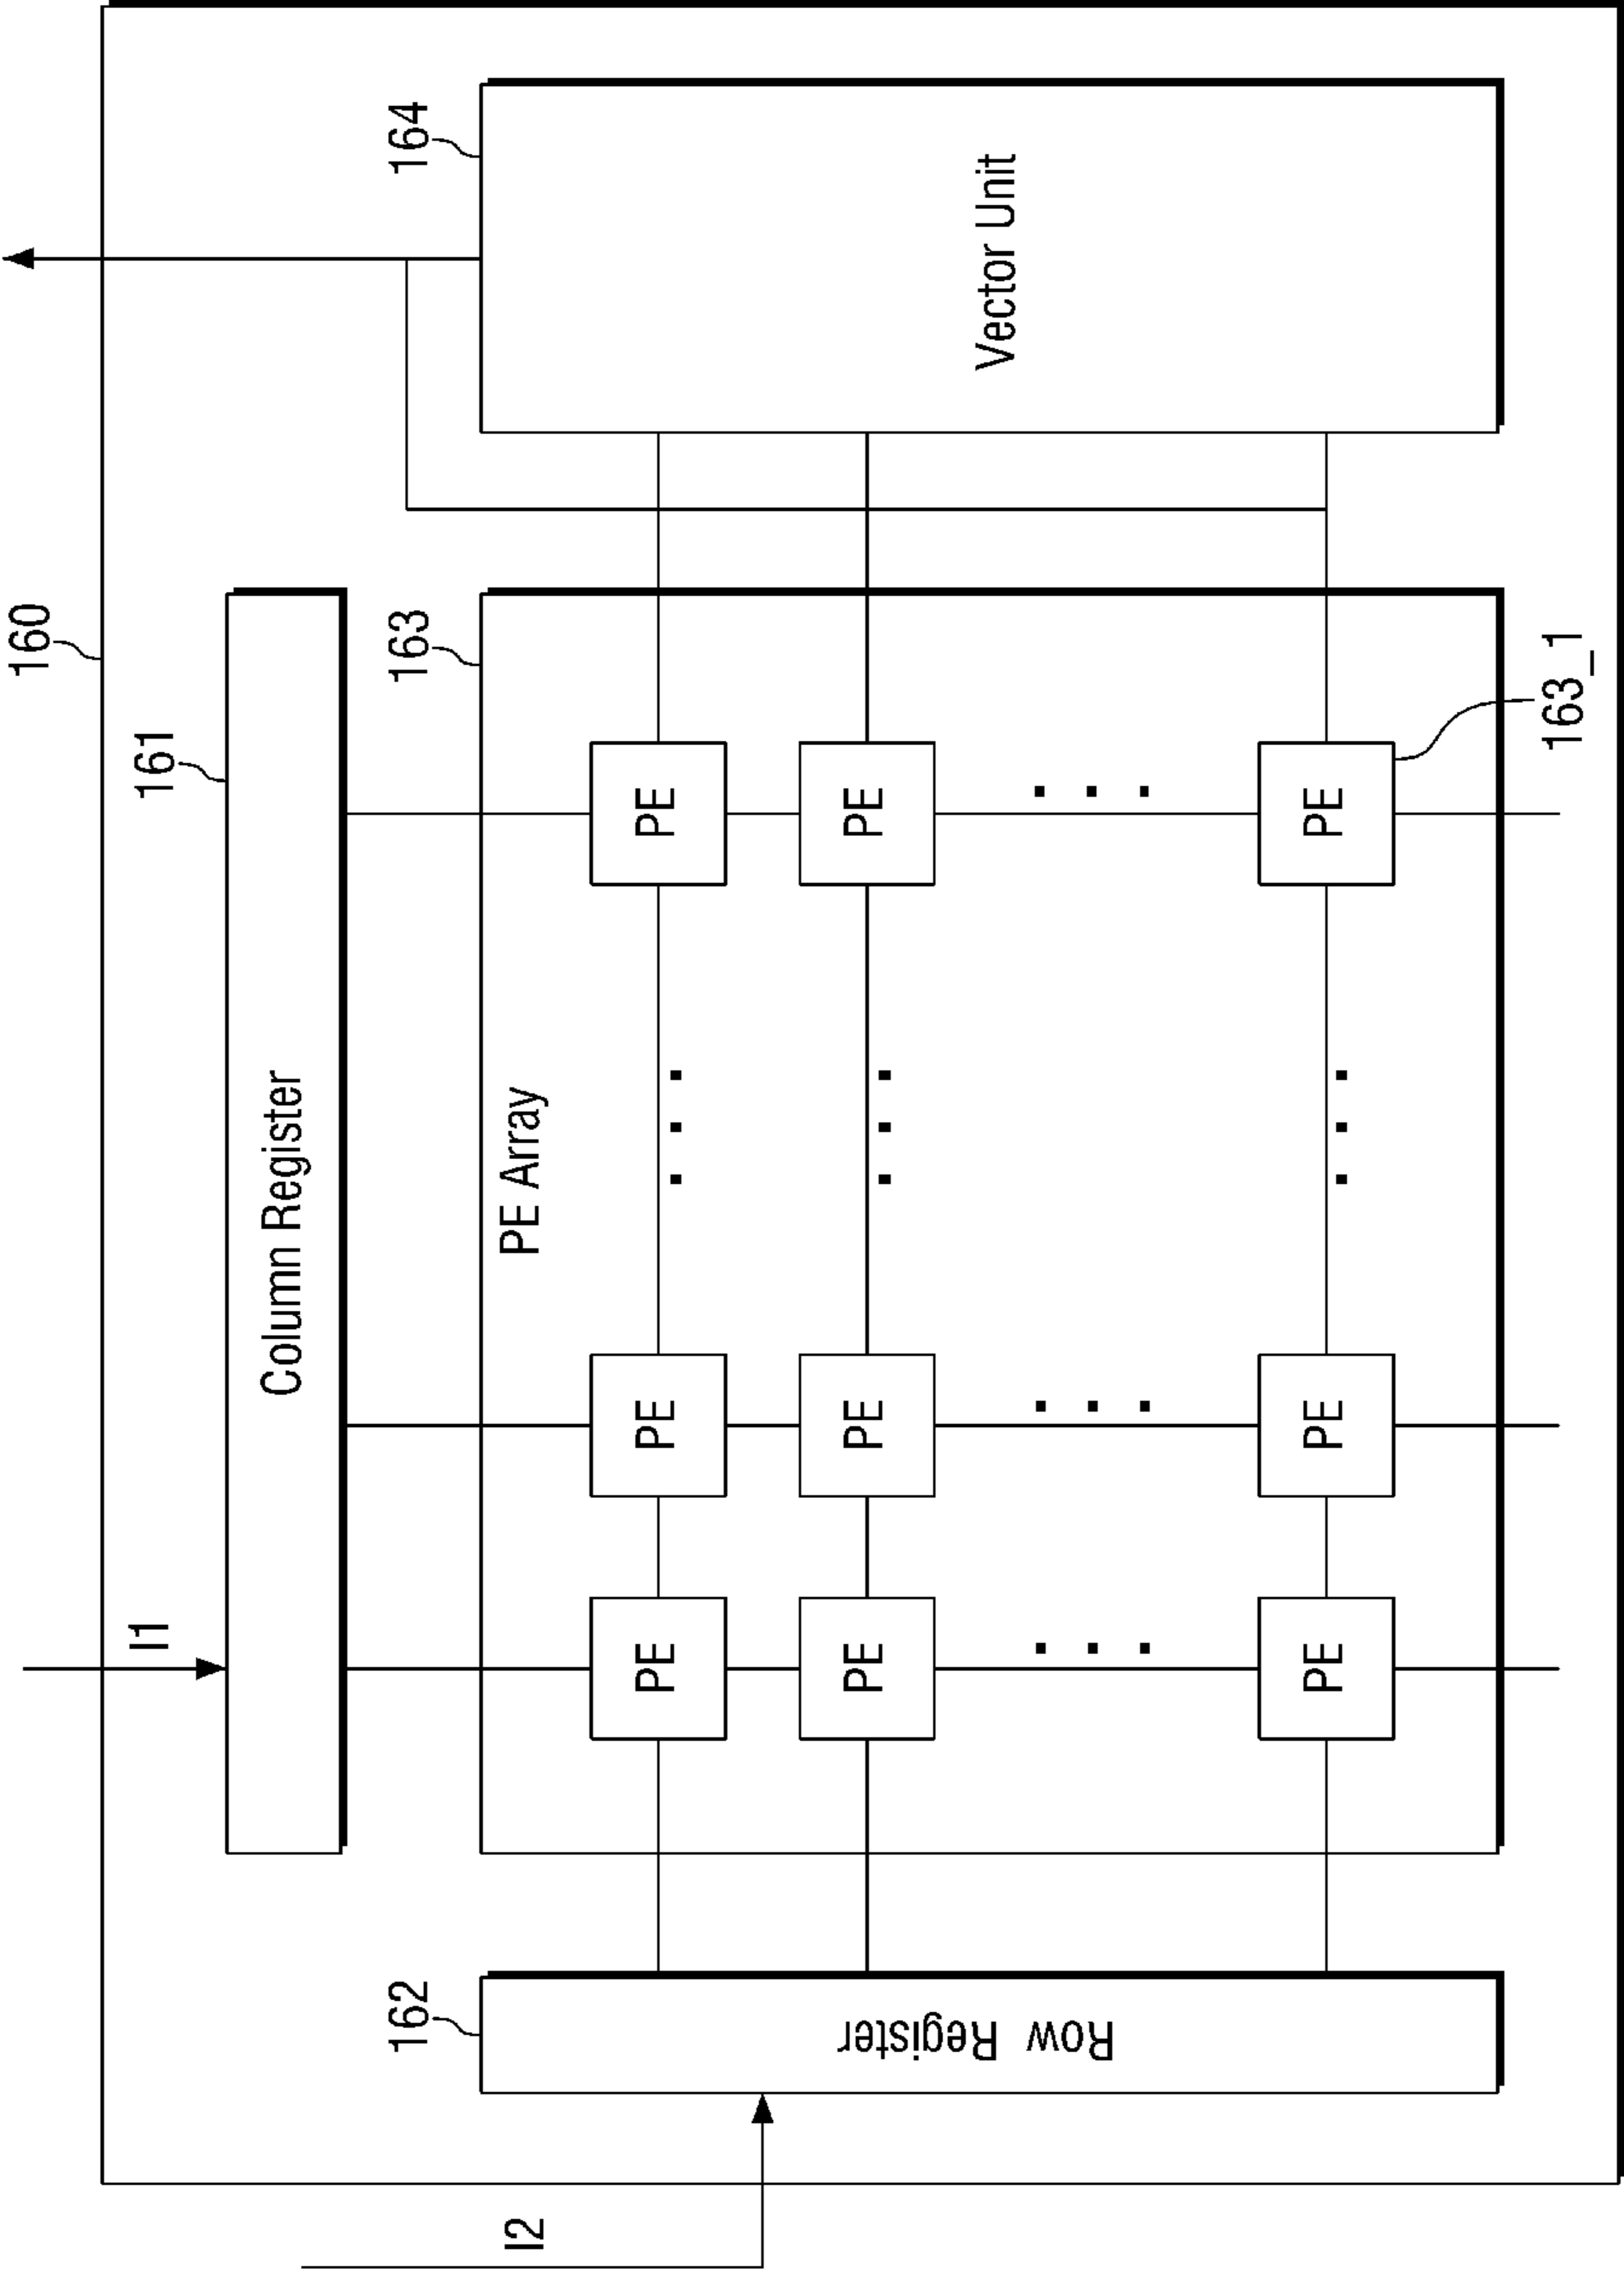 160
I1
161
Column Register
162
163
164
I2
PE Array
PE
PE
PE
PE
PE
PE
Row Register
Vector Unit
PE
PE
PE
163_1